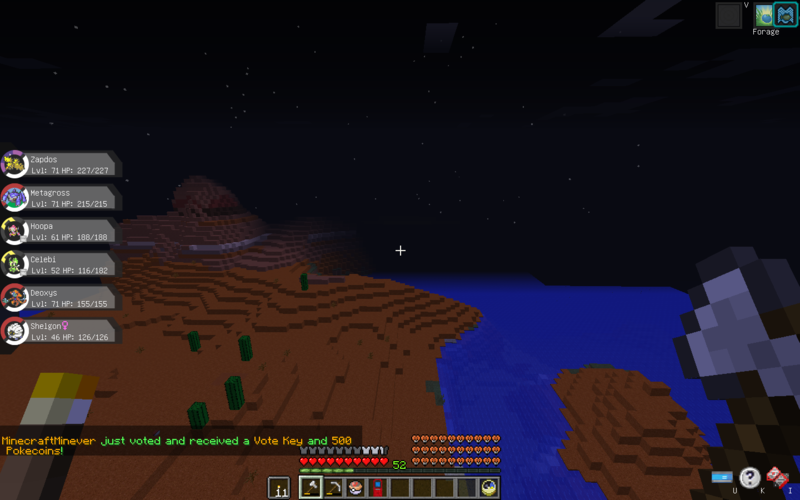 V
Forage
Zapdos
Lvl: 71 HP: 227/227
Metagross
Lvl: 71 HP: 215/215
Hoopa
Lvl: 61 HP: 188/188
Celebi
Lvl: 52 HP: 116/182
Deoxys
Lvl: 71 HP: 155/155
Shelgon♀
Lvl: 46 HP: 126/126
MinecraftMinever just voted and received a Vote Key and 500
Pokecoins!
52
U
K
I